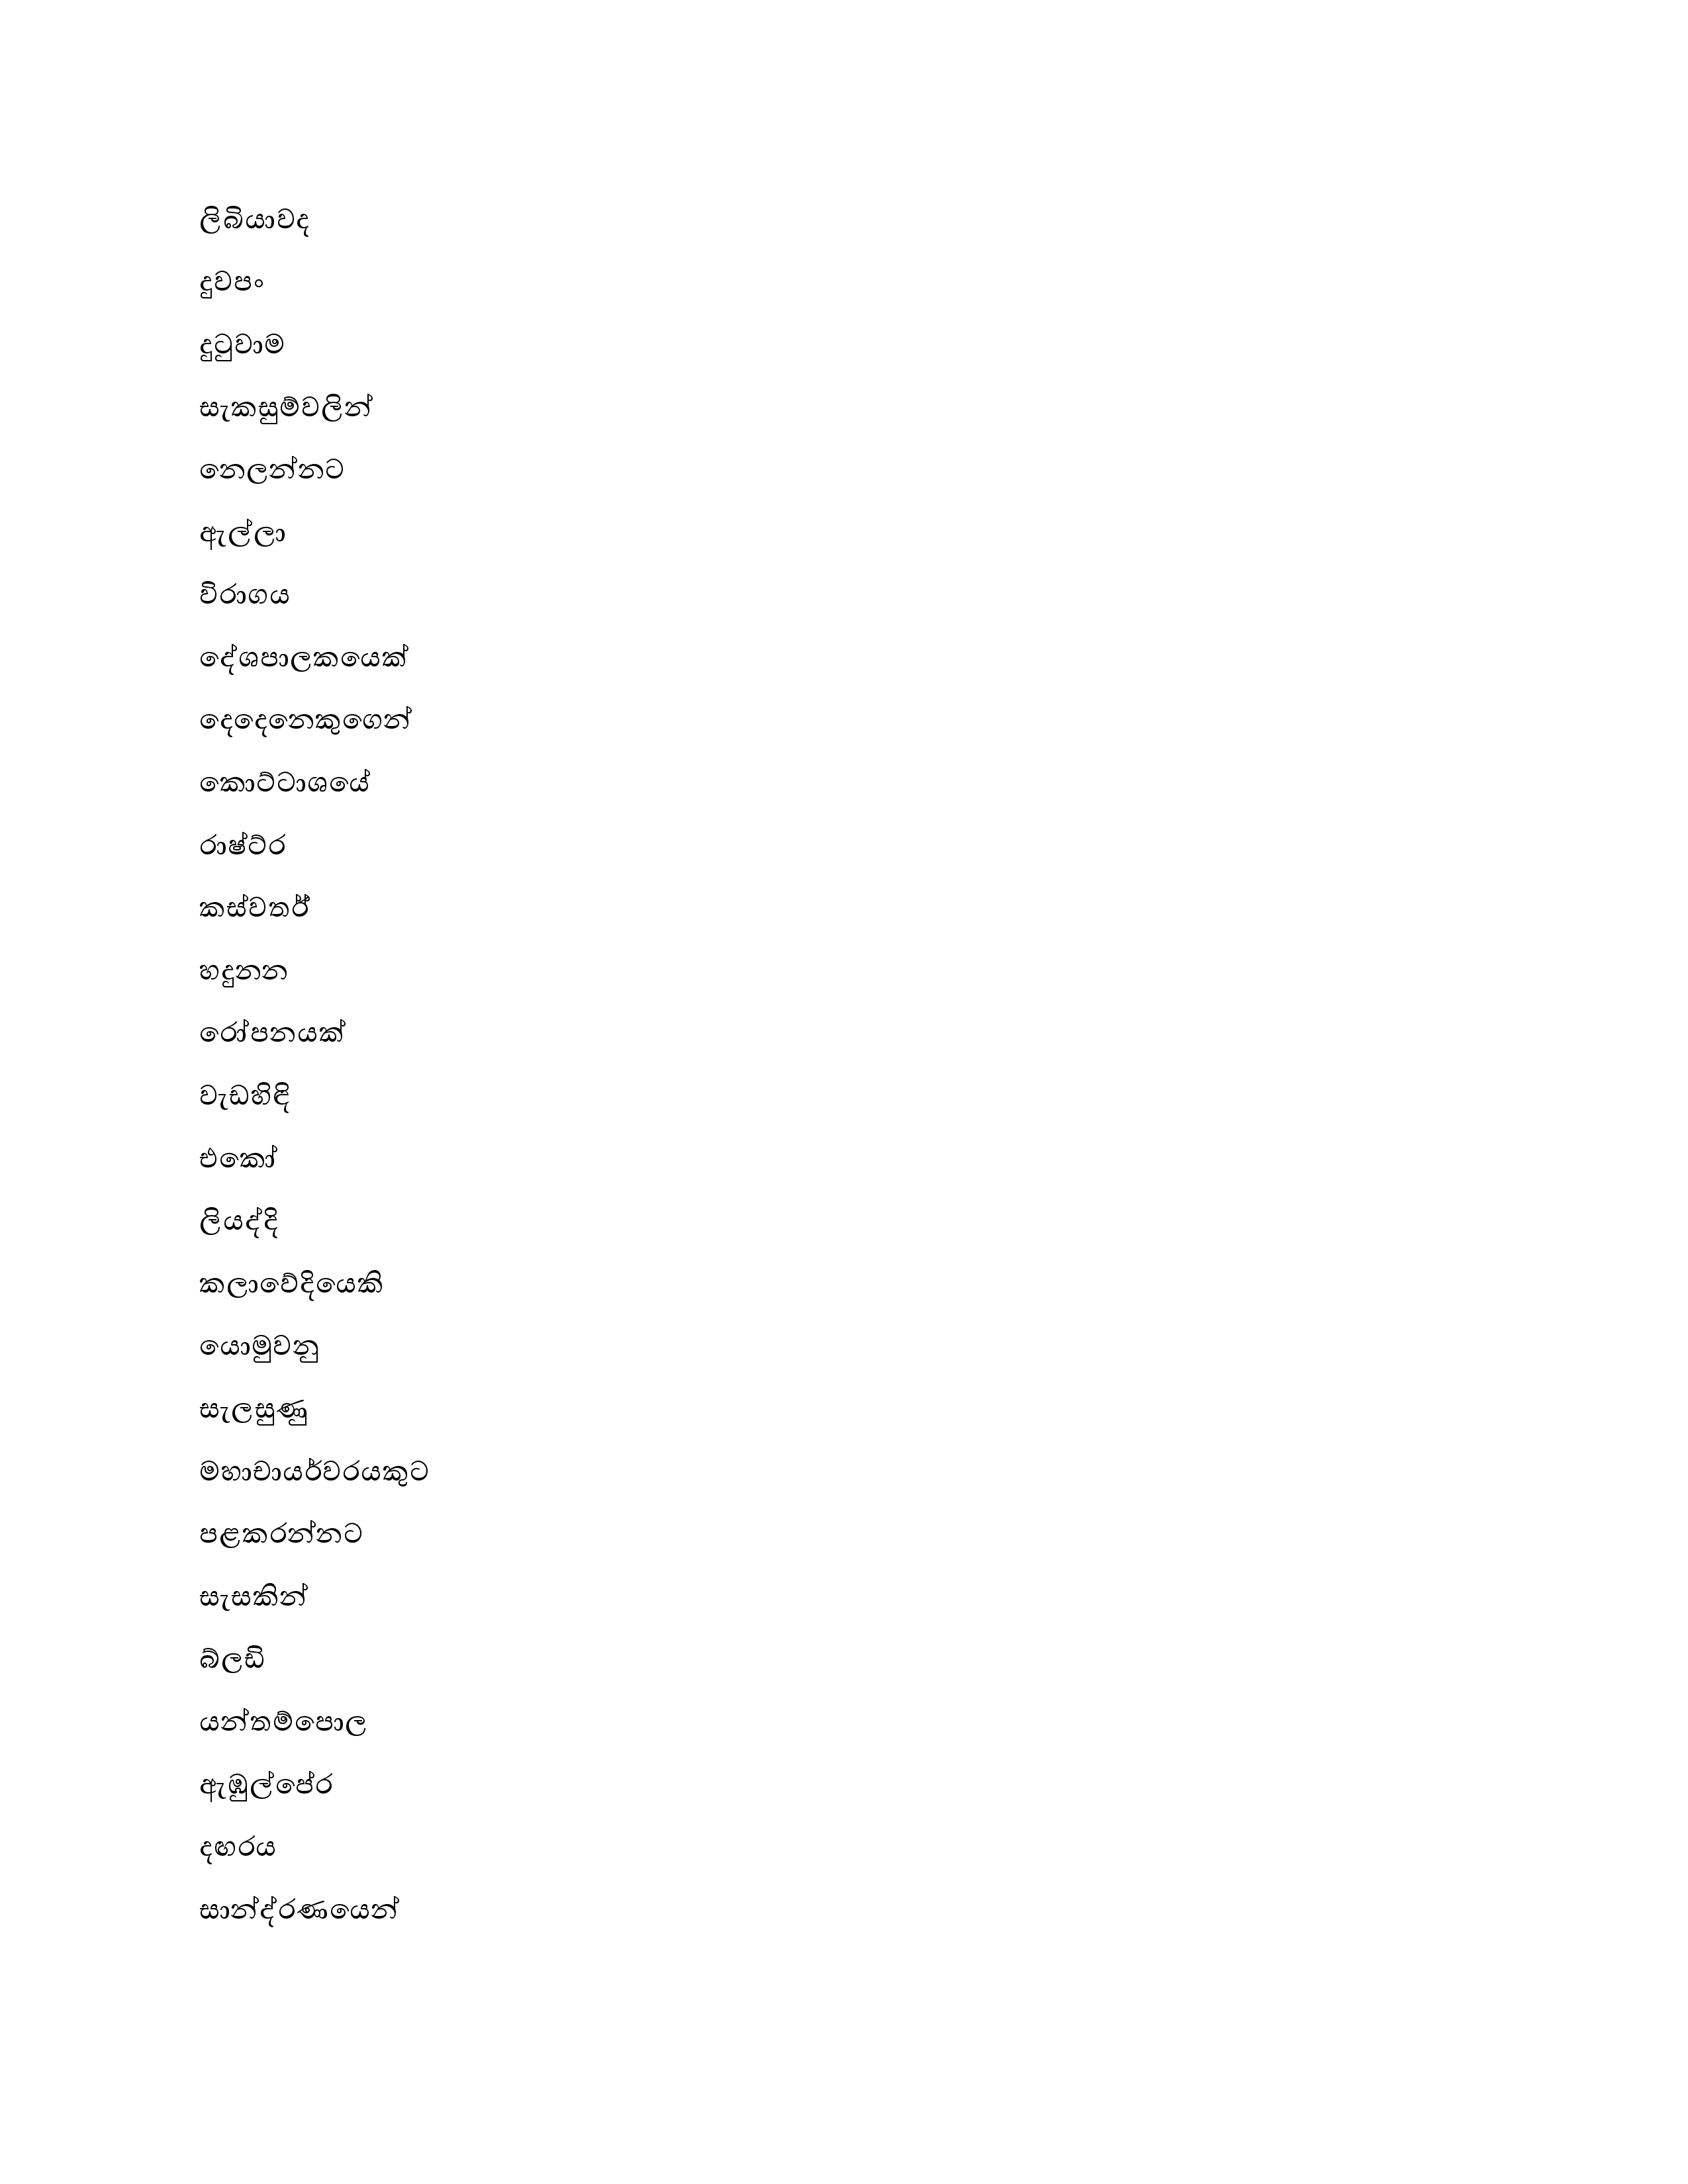 ලිබියාවද
දුවපං
දුටුවාම
සැකසුම්වලින්
නෙලන්නට
ඇල්ලා
විරාගය
දේශපාලකයෙක්
දෙදෙනෙකුගෙන්
කොට්ටාශයේ
රාෂ්ට්ර
කස්වතර්
හදුනන
රෝපනයක්
වැඩහිඳි
එකෝ
ලියද්දි
කලාවේදියෙකි
යොමුවනු
සැලසුණු
මහාචායර්වරයකුට
පළකරන්නට
සැසකින්
බ්ලඩි
යන්තම්පොල
ඇඹුල්පේර
දඟරය
සාන්ද්රණයෙන්